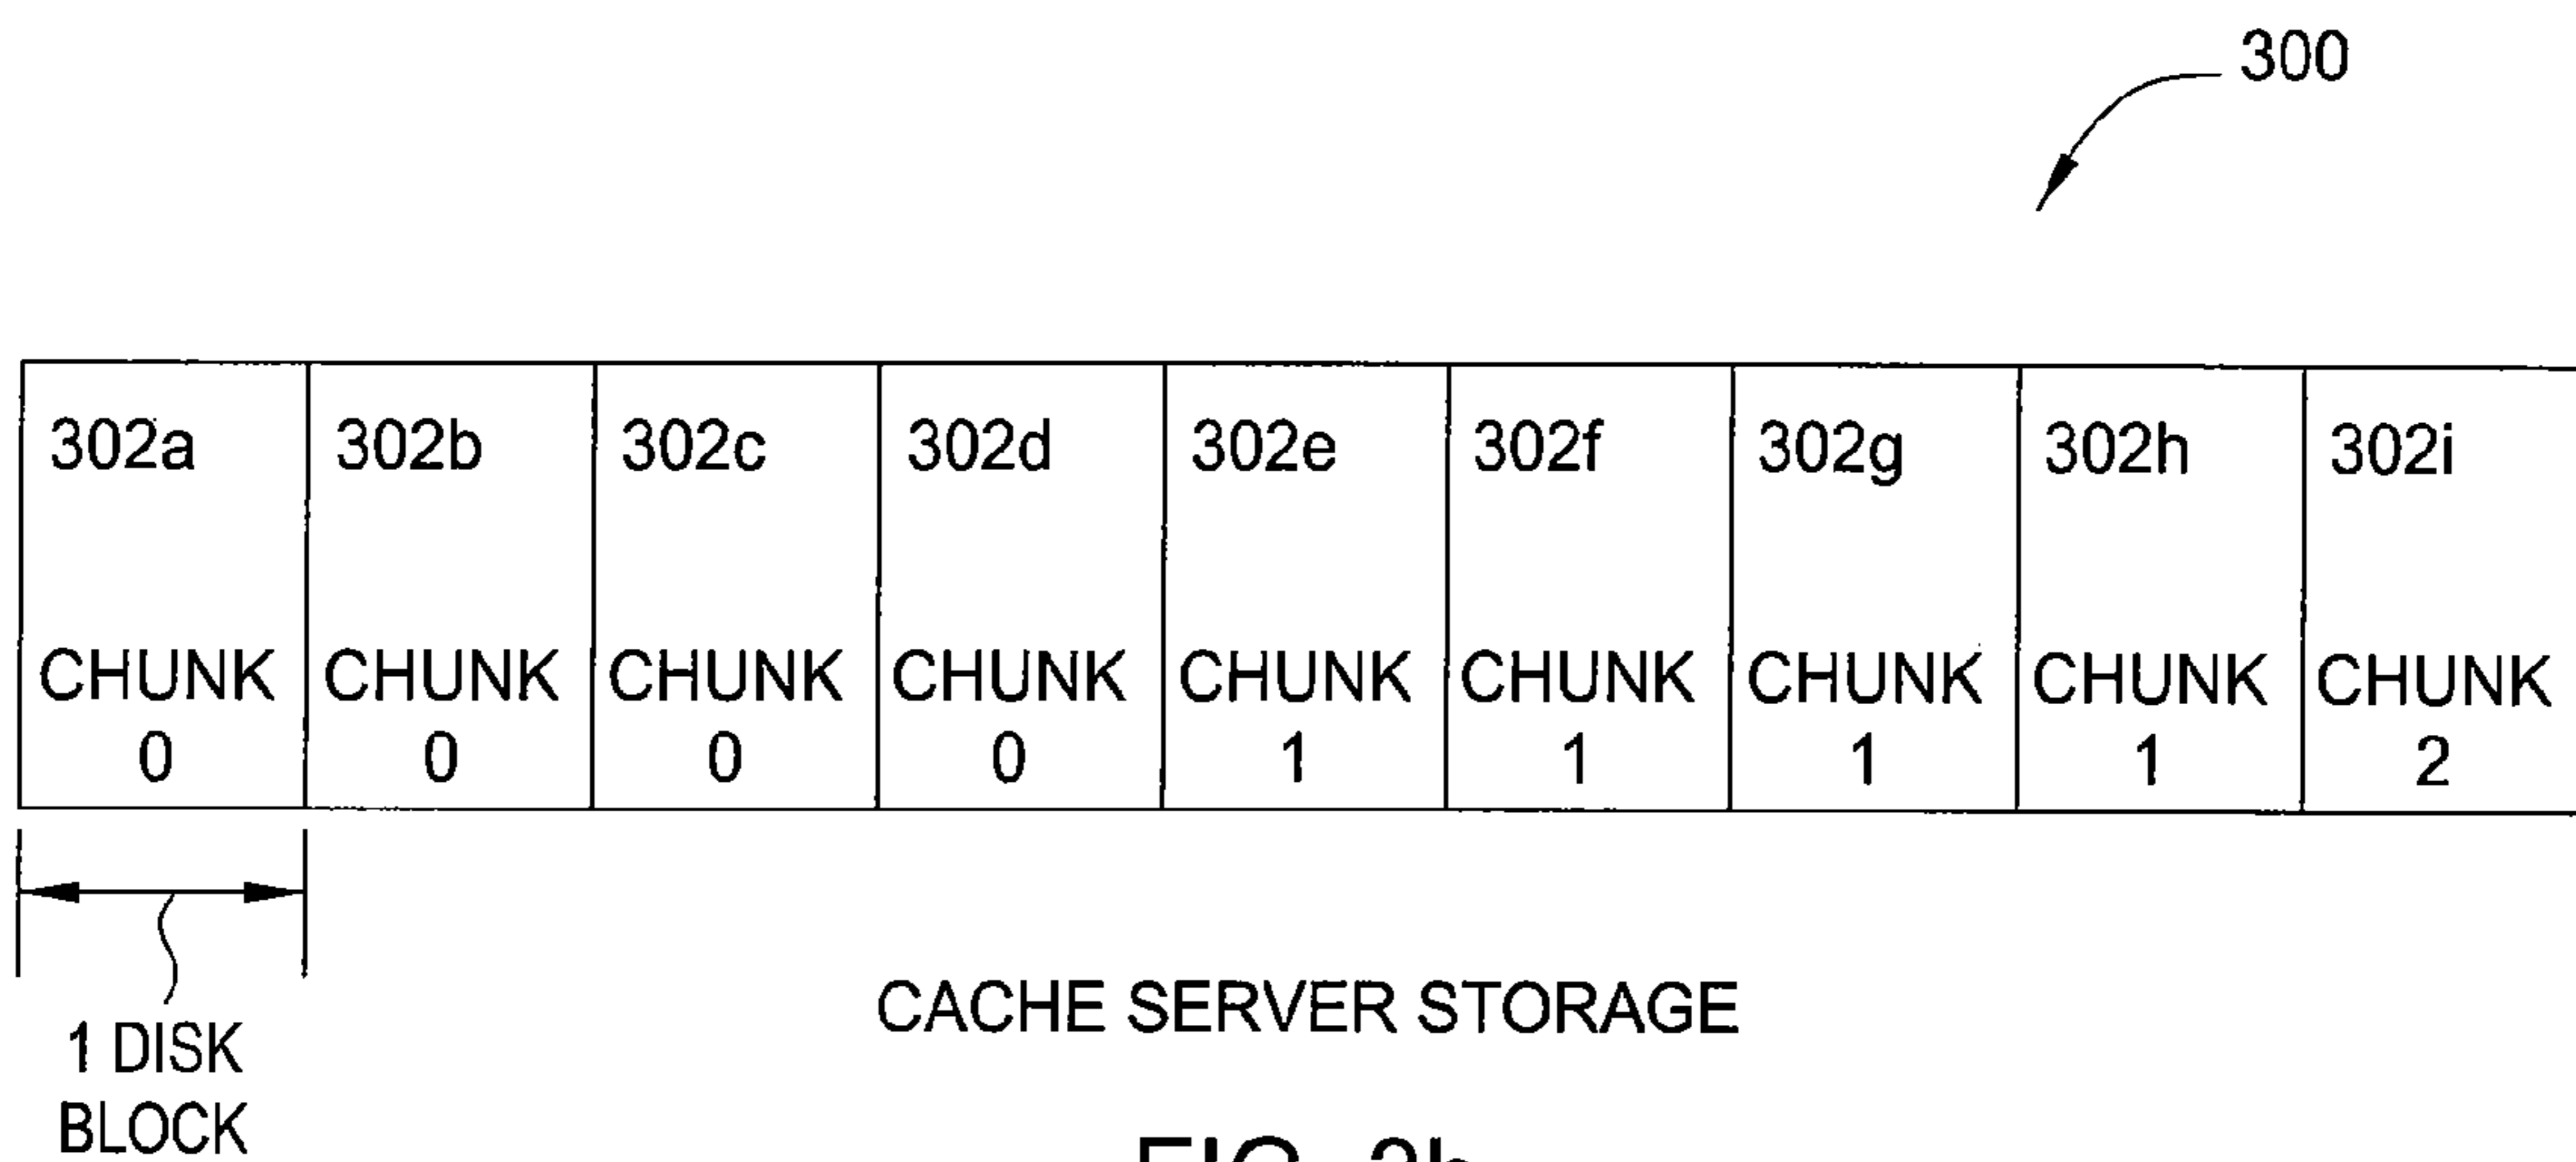 300
302a 302b 302c 302d 302e 302f 302g 302h 302i
CHUNK CHUNK CHUNK CHUNK CHUNK CHUNK CHUNK CHUNK CHUNK
0 0 0 0 1 1 1 1 2
CACHE SERVER STORAGE
1 DISK
BLOCK
FIG.